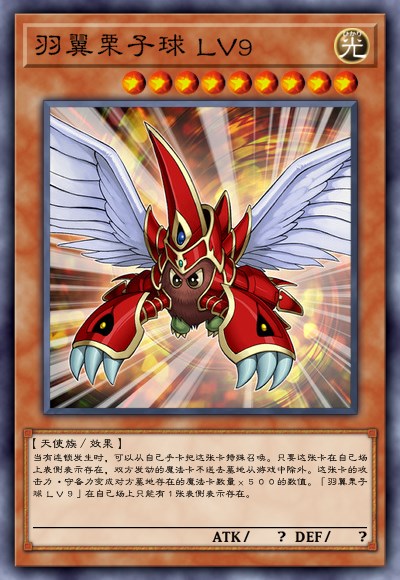 羽翼栗子球 LV9
光
【天使族／效果】
当有连锁发生时，可以从自己手卡把这张卡特殊召唤。只要这张卡在自己场
上表侧表示存在，双方发动的魔法卡不送去墓地从游戏中除外。这张卡的攻
击力·守备力变成对方墓地存在的魔法卡数量×500的数值。「羽翼栗子
球 LV9」在自己场上只能有1张表侧表示存在。
ATK/ ? DEF/ ?